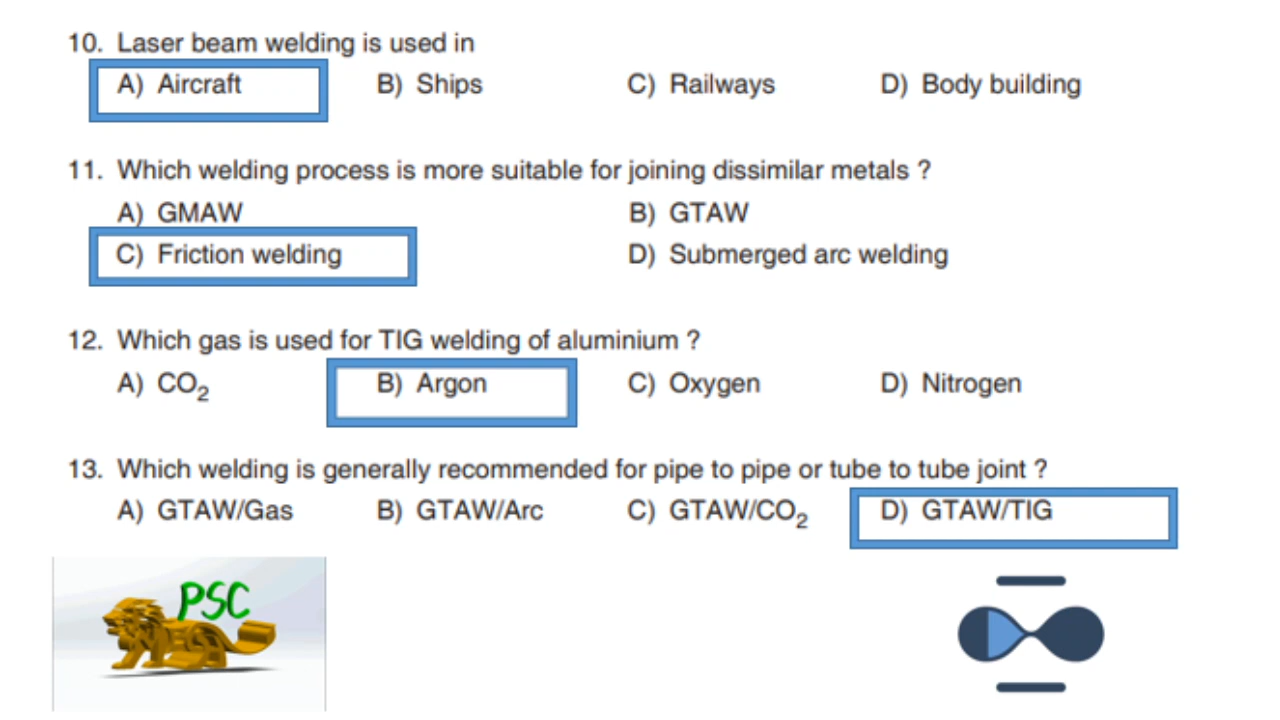 10. Laser beam welding is used in
A) Aircraft B) Ships C) Railways D) Body building
11. Which welding process is more suitable for joining dissimilar metals ?
A) GMAW B) GTAW
C) Friction welding D) Submerged arc welding
12. Which gas is used for TIG welding of aluminium ?
A) CO₂ B) Argon C) Oxygen D) Nitrogen
13. Which welding is generally recommended for pipe to pipe or tube to tube joint ?
A) GTAW/Gas B) GTAW/Arc C) GTAW/CO₂ D) GTAW/TIG
PSC